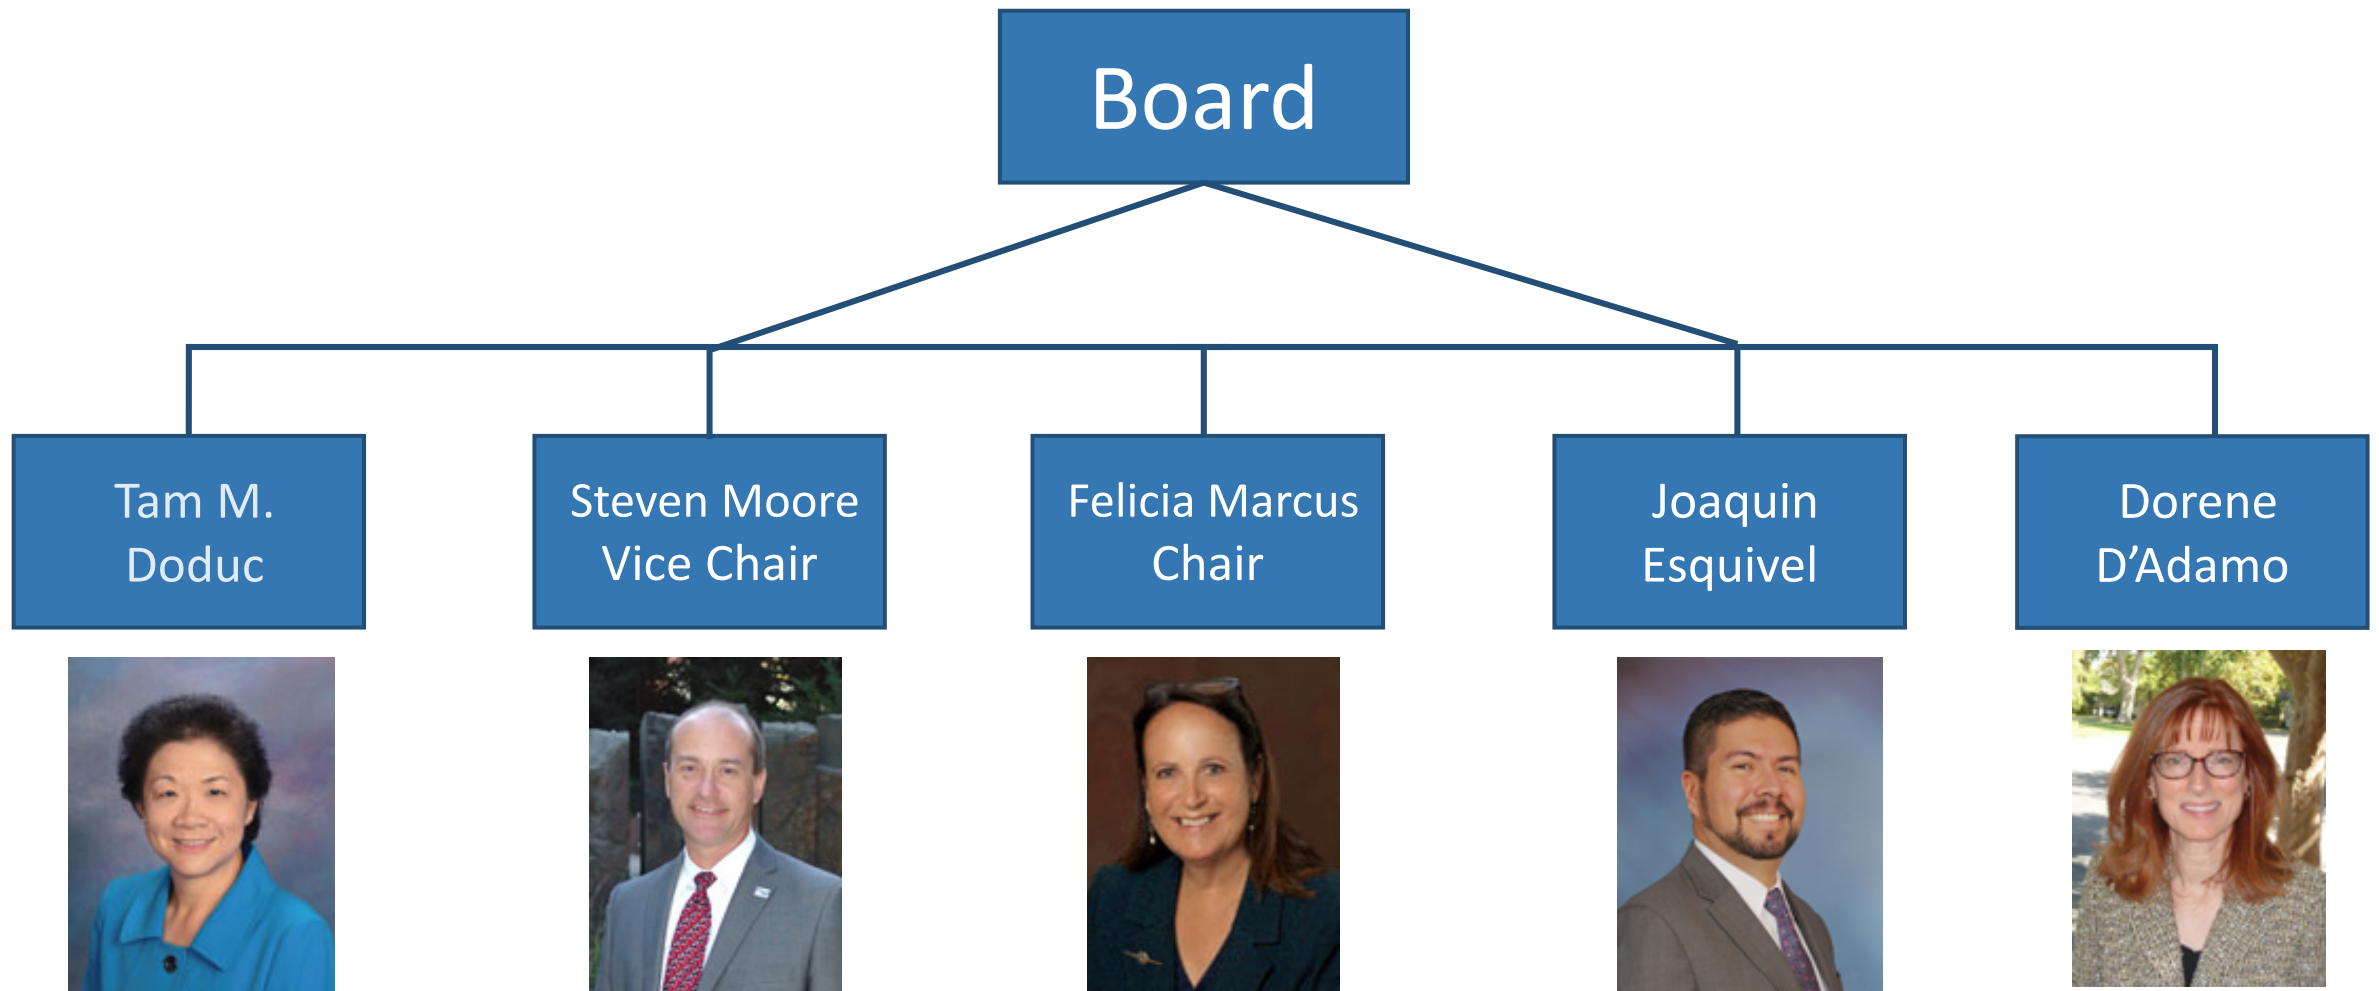 Board
Tam M.
Doduc
Steven Moore
Vice Chair
Felicia Marcus
Chair
Joaquin
Esquivel
Dorene
D’Adamo